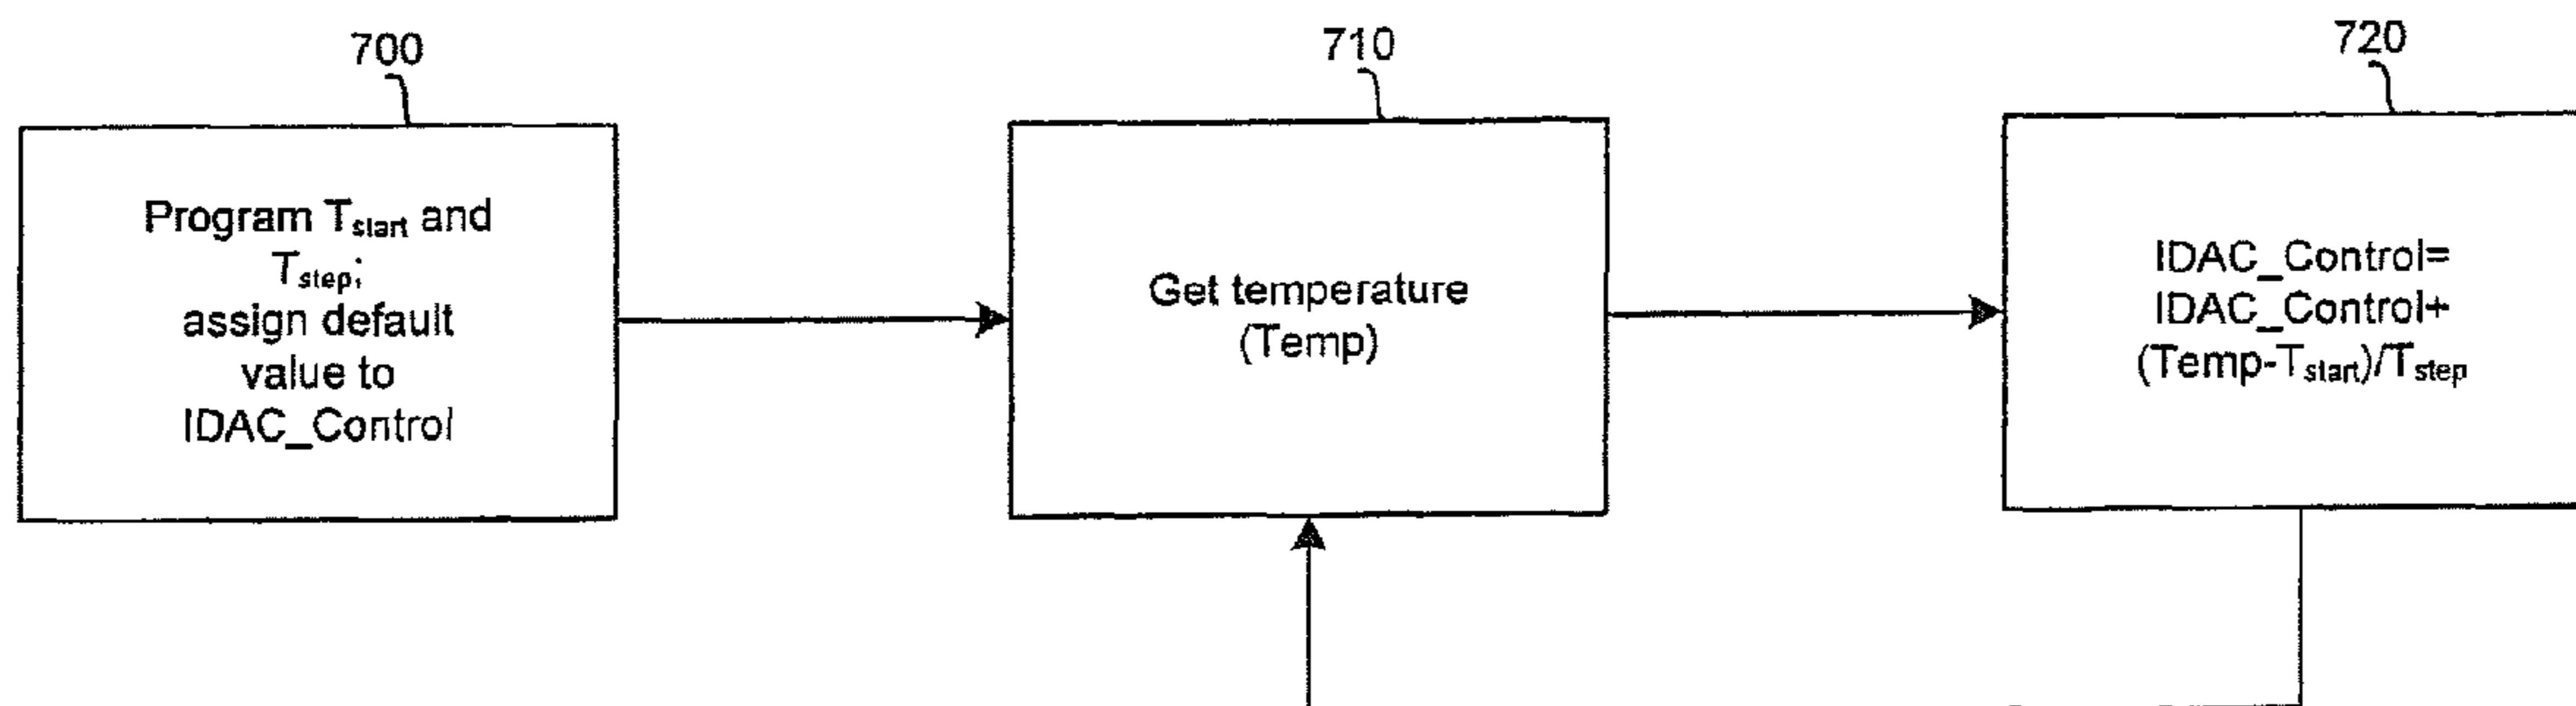 700
710
720
Program Tstart and
Tstep;
assign default
value to
IDAC_Control
Get temperature
(Temp)
IDAC_Control=
IDAC_Control+
(Temp-Tstart)/Tstep